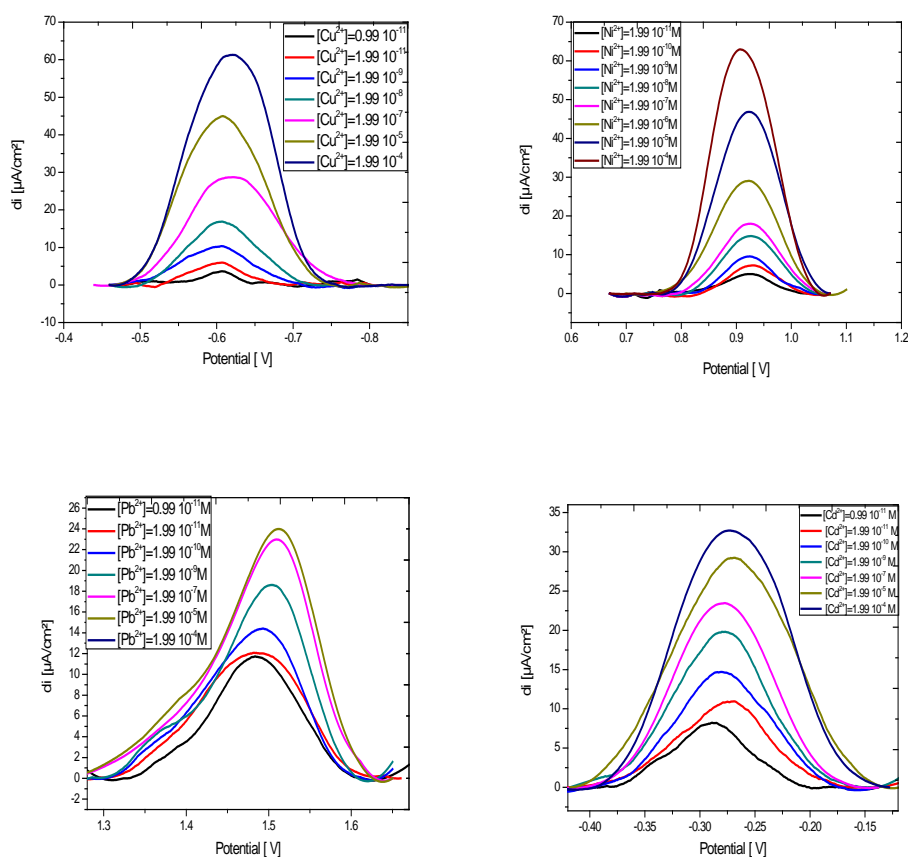 70
60
50
40
30
20
10
0
-10
-0.4
-0.5
-0.6
-0.7
-0.8
di [µA/cm²]
Potential [ V]
[Cu²⁺]=0.99 10⁻¹¹
[Cu²⁺]=1.99 10⁻¹¹
[Cu²⁺]=1.99 10⁻⁹
[Cu²⁺]=1.99 10⁻⁸
[Cu²⁺]=1.99 10⁻⁷
[Cu²⁺]=1.99 10⁻⁵
[Cu²⁺]=1.99 10⁻⁴
70
60
50
40
30
20
10
0
-10
0.6
0.7
0.8
0.9
1.0
1.1
1.2
di [µA/cm²]
Potential [ V]
[Ni²⁺]=1.99 10⁻¹¹M
[Ni²⁺]=1.99 10⁻¹⁰M
[Ni²⁺]=1.99 10⁻⁹M
[Ni²⁺]=1.99 10⁻⁸M
[Ni²⁺]=1.99 10⁻⁷M
[Ni²⁺]=1.99 10⁻⁶M
[Ni²⁺]=1.99 10⁻⁵M
[Ni²⁺]=1.99 10⁻⁴M
26
24
22
20
18
16
14
12
10
8
6
4
2
0
-2
1.3
1.4
1.5
1.6
di [µA/cm²]
Potential [ V]
[Pb²⁺]=0.99 10⁻¹¹M
[Pb²⁺]=1.99 10⁻¹¹M
[Pb²⁺]=1.99 10⁻¹⁰M
[Pb²⁺]=1.99 10⁻⁹M
[Pb²⁺]=1.99 10⁻⁷M
[Pb²⁺]=1.99 10⁻⁵M
[Pb²⁺]=1.99 10⁻⁴M
35
30
25
20
15
10
5
0
-0.40
-0.35
-0.30
-0.25
-0.20
-0.15
di [µA/cm²]
Potential [ V]
[Cd²⁺]=0.99 10⁻¹¹ M
[Cd²⁺]=1.99 10⁻¹¹ M
[Cd²⁺]=1.99 10⁻¹⁰ M
[Cd²⁺]=1.99 10⁻⁹ M
[Cd²⁺]=1.99 10⁻⁷ M
[Cd²⁺]=1.99 10⁻⁵ M
[Cd²⁺]=1.99 10⁻⁴ M